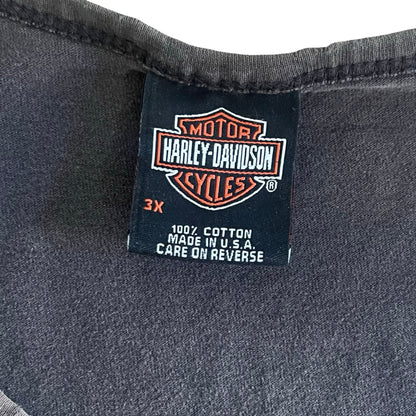 MOTOR
HARLEY-DAVIDSON
CYCLES ®
3X
100% COTTON
MADE IN U.S.A.
CARE ON REVERSE